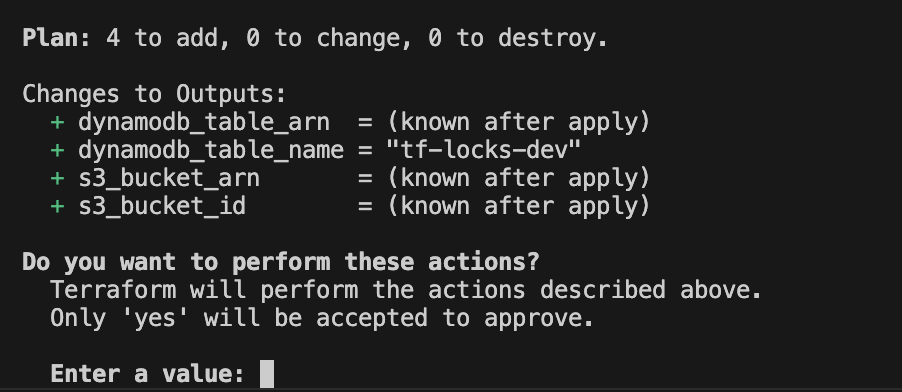 Plan: 4 to add, 0 to change, 0 to destroy.
Changes to Outputs:
+ dynamodb_table_arn  = (known after apply)
+ dynamodb_table_name = "tf-locks-dev"
+ s3_bucket_arn       = (known after apply)
+ s3_bucket_id        = (known after apply)
Do you want to perform these actions?
Terraform will perform the actions described above.
Only 'yes' will be accepted to approve.
Enter a value: